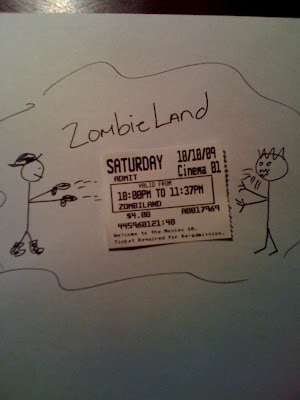 ZombieLand
SATURDAY 10/10/09
ADMIT Cinema 01
VALID FROM
10:00PM TO 11:37PM
ZOMBILAND
$4.00 A0017969
445960121:40
Welcome to the Movies 10.
Ticket Required For Re-admission.